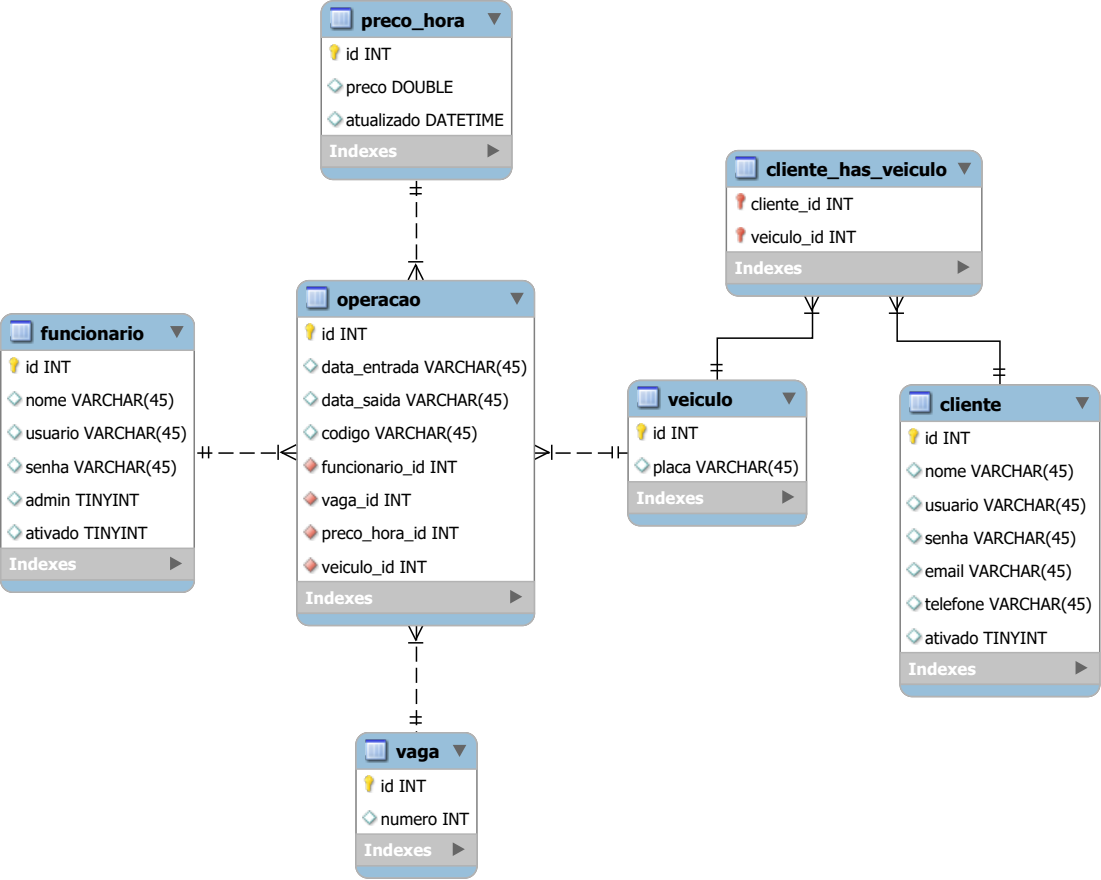 preco_hora
id INT
preco DOUBLE
atualizado DATETIME
Indexes
cliente_has_veiculo
cliente_id INT
veiculo_id INT
Indexes
operacao
id INT
data_entrada VARCHAR(45)
data_saida VARCHAR(45)
codigo VARCHAR(45)
funcionario_id INT
vaga_id INT
preco_hora_id INT
veiculo_id INT
Indexes
funcionario
id INT
nome VARCHAR(45)
usuario VARCHAR(45)
senha VARCHAR(45)
admin TINYINT
ativado TINYINT
Indexes
veiculo
id INT
placa VARCHAR(45)
Indexes
cliente
id INT
nome VARCHAR(45)
usuario VARCHAR(45)
senha VARCHAR(45)
email VARCHAR(45)
telefone VARCHAR(45)
ativado TINYINT
Indexes
vaga
id INT
numero INT
Indexes